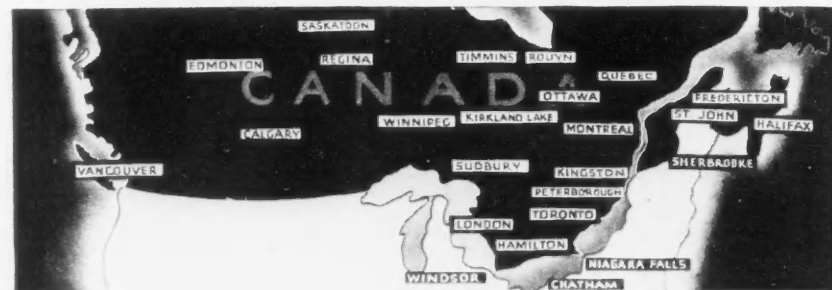 SASKATOON
EDMONTON
REGINA
TIMMINS
ROUYN
QUEBEC
CANADA
OTTAWA
FREDERICTON
WINNIPEG
KIRKLAND LAKE
ST. JOHN
HALIFAX
CALGARY
MONTREAL
VANCOUVER
SUDBURY
KINGSTON
SHERBROOKE
PETERBOROUGH
LONDON
TORONTO
HAMILTON
NIAGARA FALLS
WINDSOR
CHATHAM